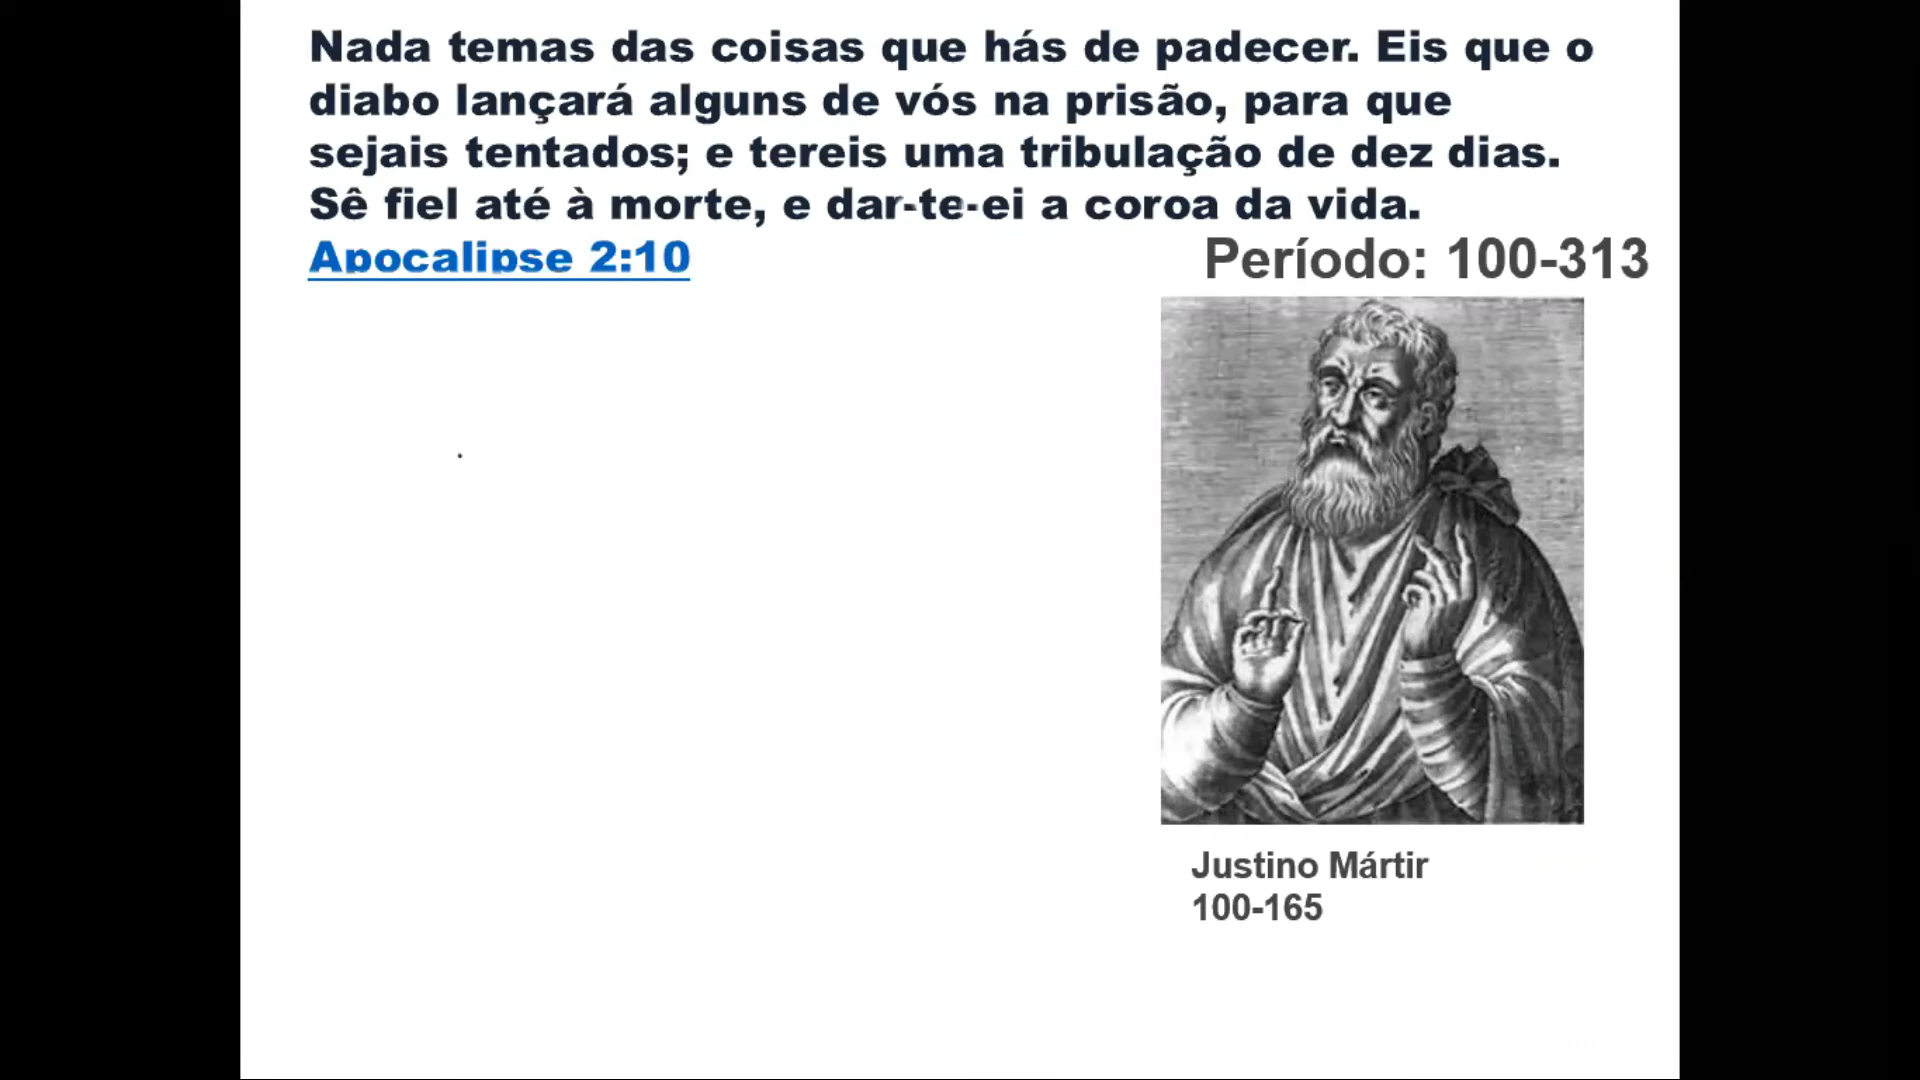 Nada temas das coisas que hás de padecer. Eis que o
diabo lançará alguns de vós na prisão, para que
sejais tentados; e tereis uma tribulação de dez dias.
Sê fiel até à morte, e dar-te-ei a coroa da vida.
Apocalipse 2:10
Período: 100-313
Justino Mártir
100-165